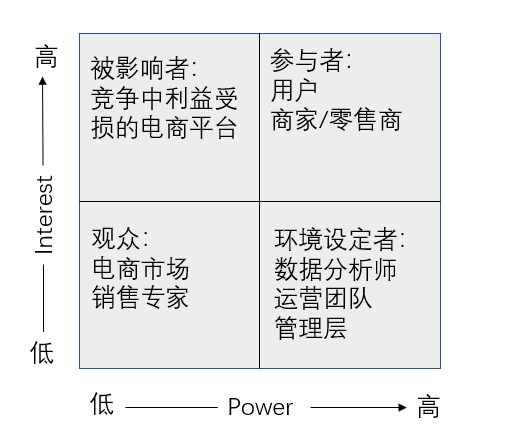 高
被影响者:
竞争中利益受
损的电商平台
参与者:
用户
商家/零售商
Interest
观众:
电商市场
销售专家
环境设定者:
数据分析师
运营团队
管理层
低
低
Power
高